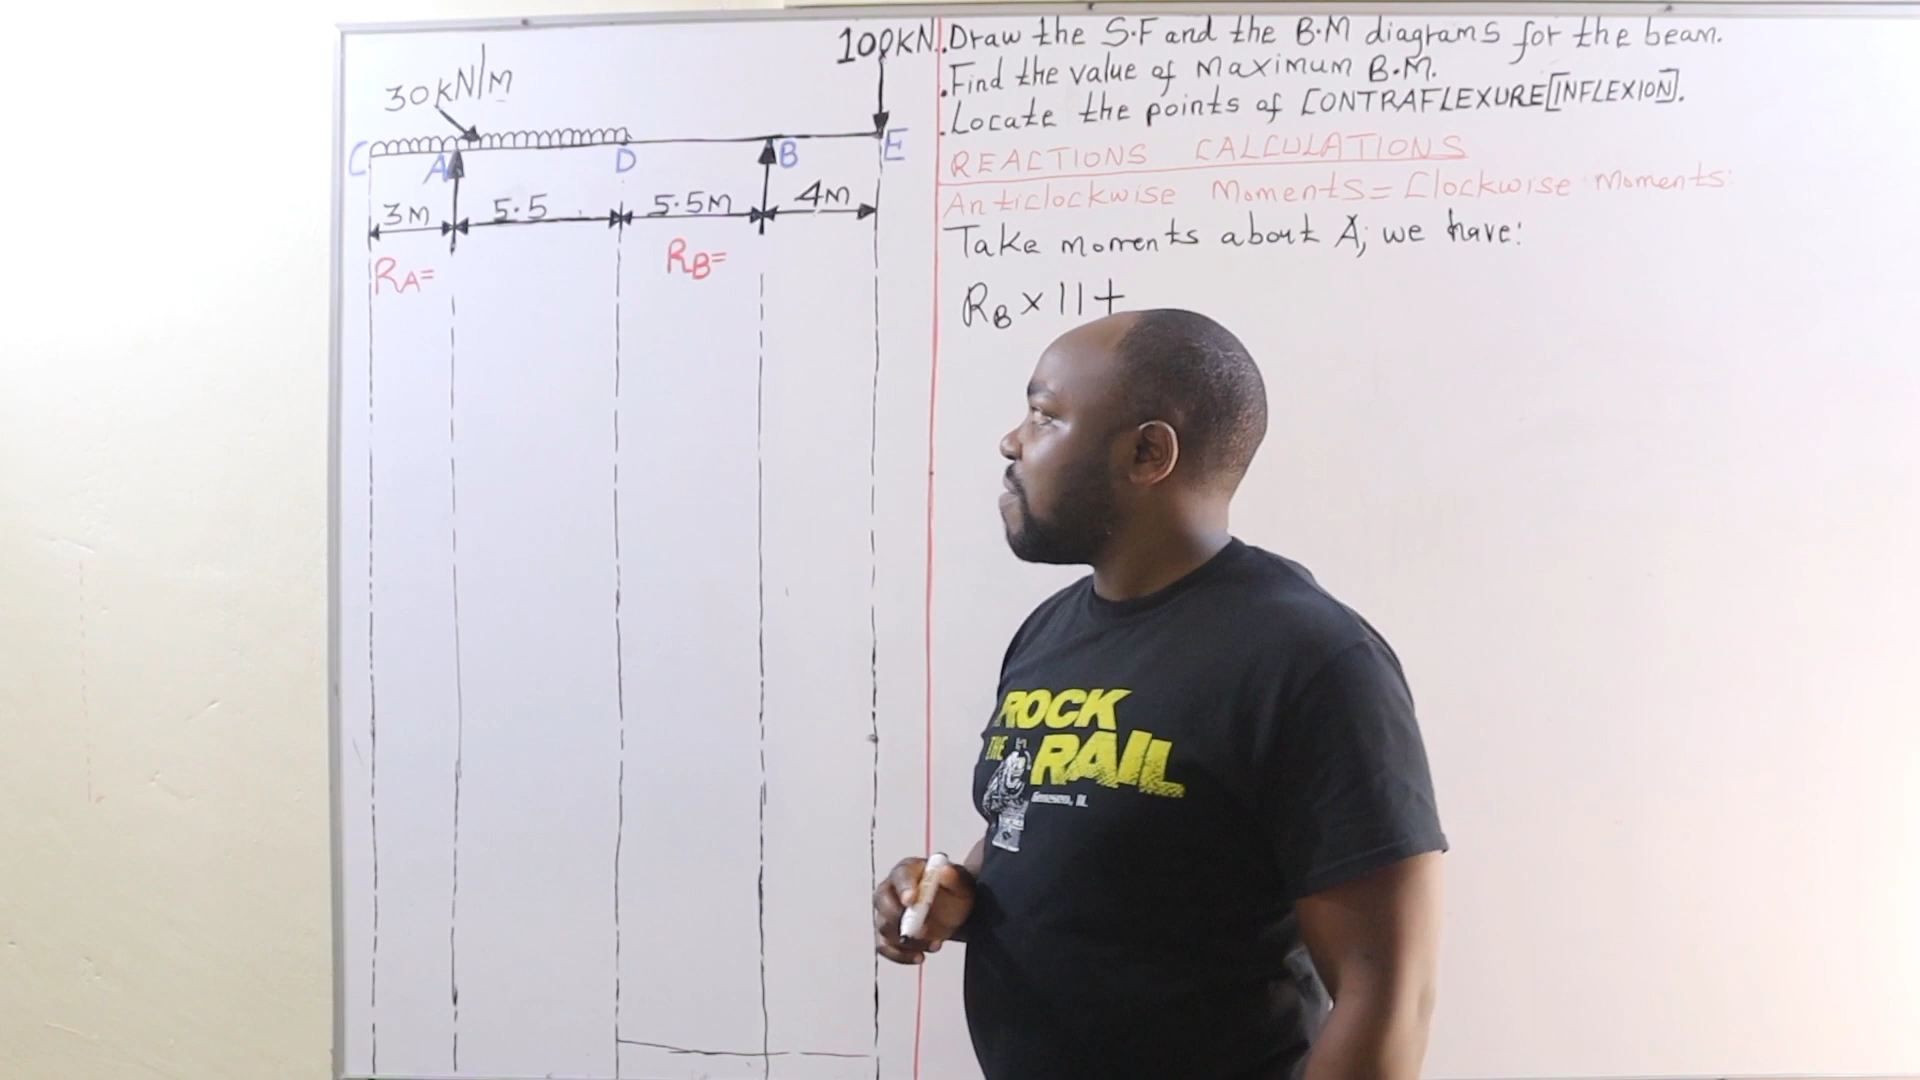 30kN/m
100KN
C
A
D
B
E
3m
5.5
5.5m
4m
RA=
RB=
.Draw the S.F and the B.M diagrams for the beam.
.Find the value of Maximum B.M.
.Locate the points of CONTRAFLEXURE[INFLEXION].
REACTIONS CALCULATIONS
Anticlockwise Moments=Clockwise Moments:
Take moments about A, we have:
RB×11+
ROCK
THE RAIL